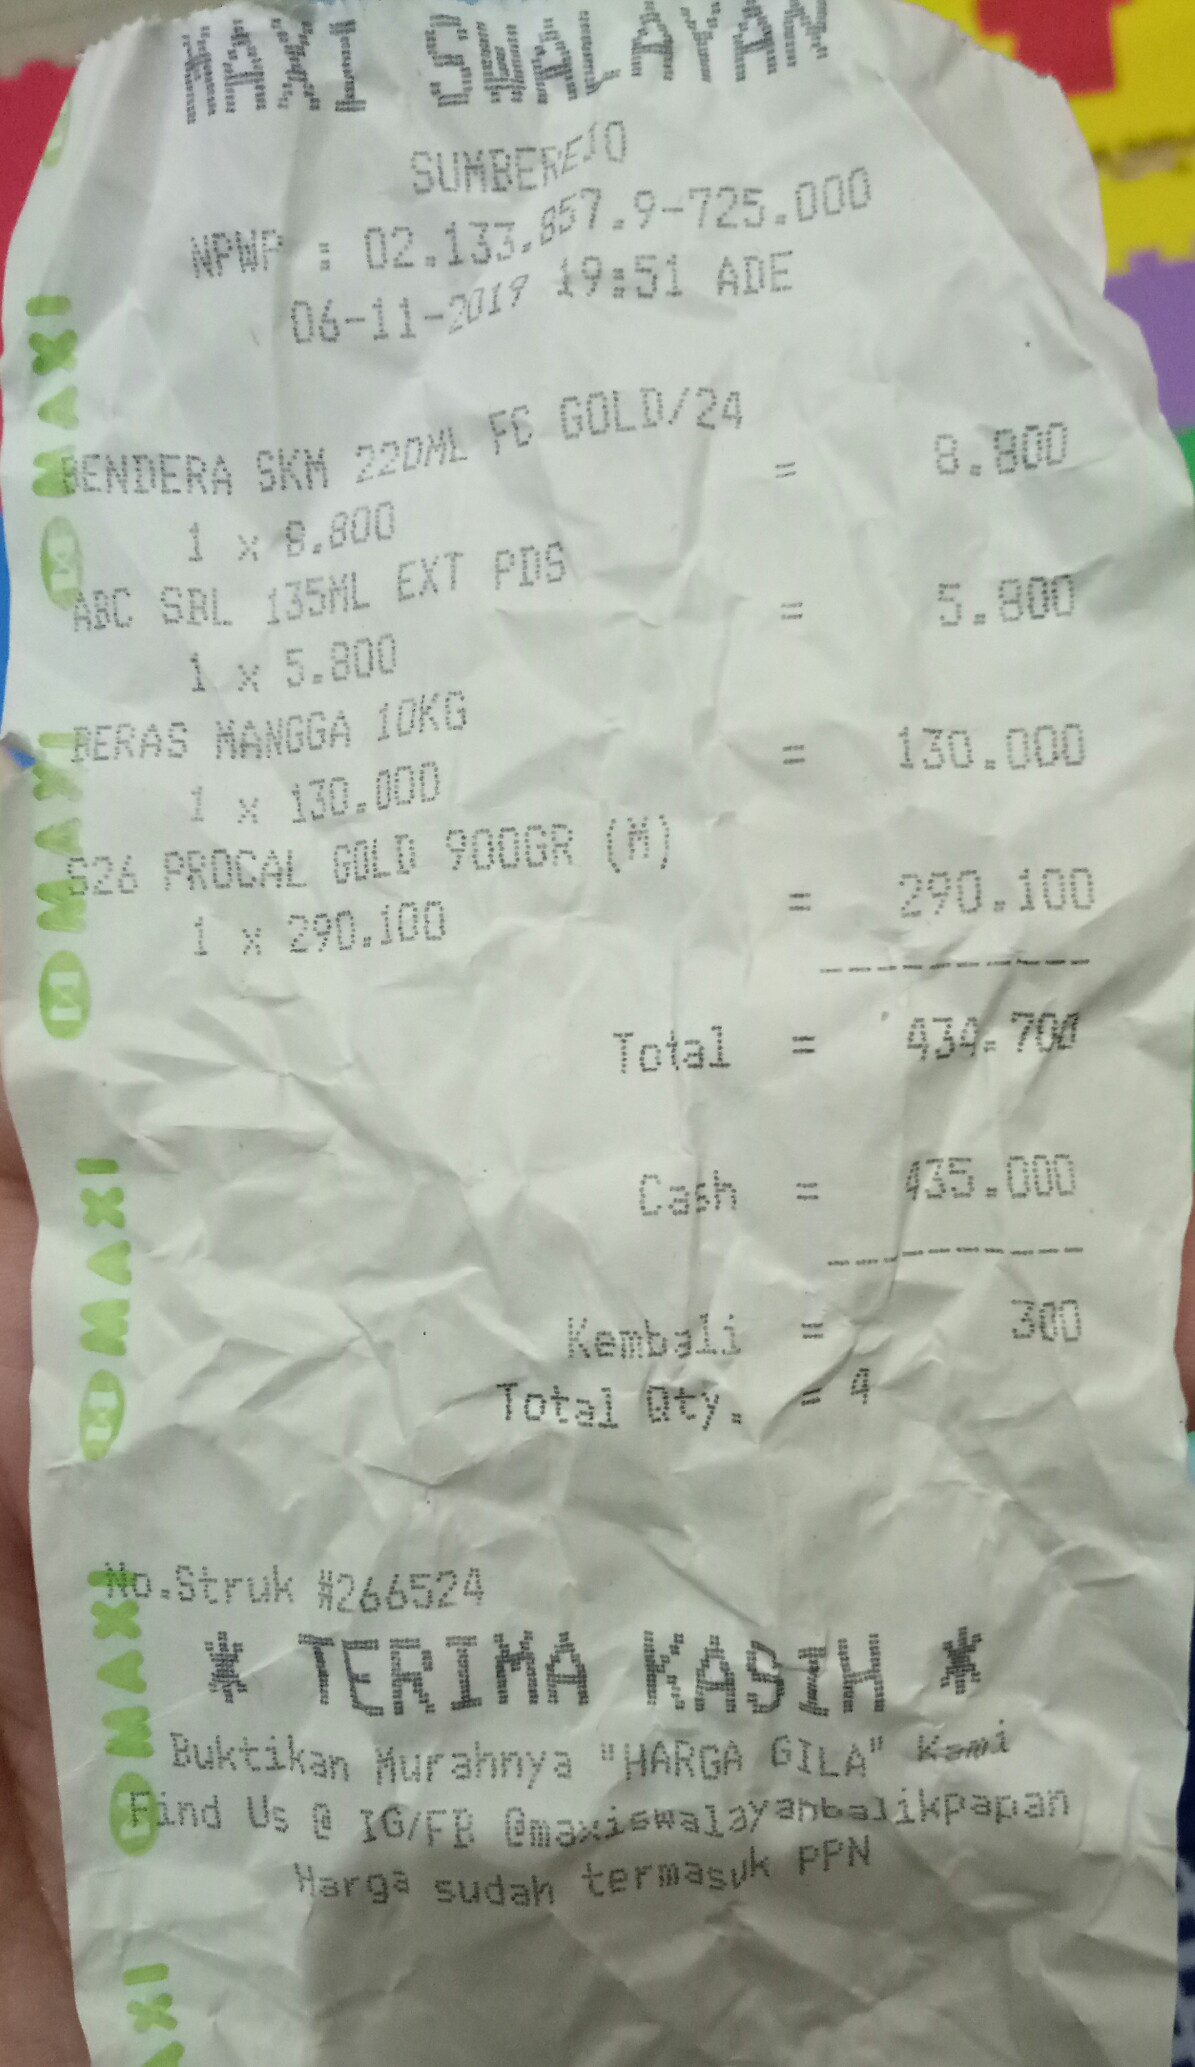 MAXI SWALAYAN
SUMBEREJO
NPWP : 02.133.857.9-725.000
06-11-2019 19:51 ADE
BENDERA SKM 220ML FC GOLD/24
1 x 8.800 = 8.800
ABC SRL 135ML EXT PDS
1 x 5.800 = 5.800
BERAS MANGGA 10KG
1 x 130.000 = 130.000
S26 PROCAL GOLD 900GR (N)
1 x 290.100 = 290.100
Total = 434.700
Cash = 435.000
Kembali = 300
Total Qty. = 4
No.Struk #266524
* TERIMA KASIH *
Buktikan Murahnya "HARGA GILA" Kami
Find Us @ IG/FB @maxiswalayanbalikpapan
Harga sudah termasuk PPN
MAXI
MAXI
MAXI
MAXI
AXI